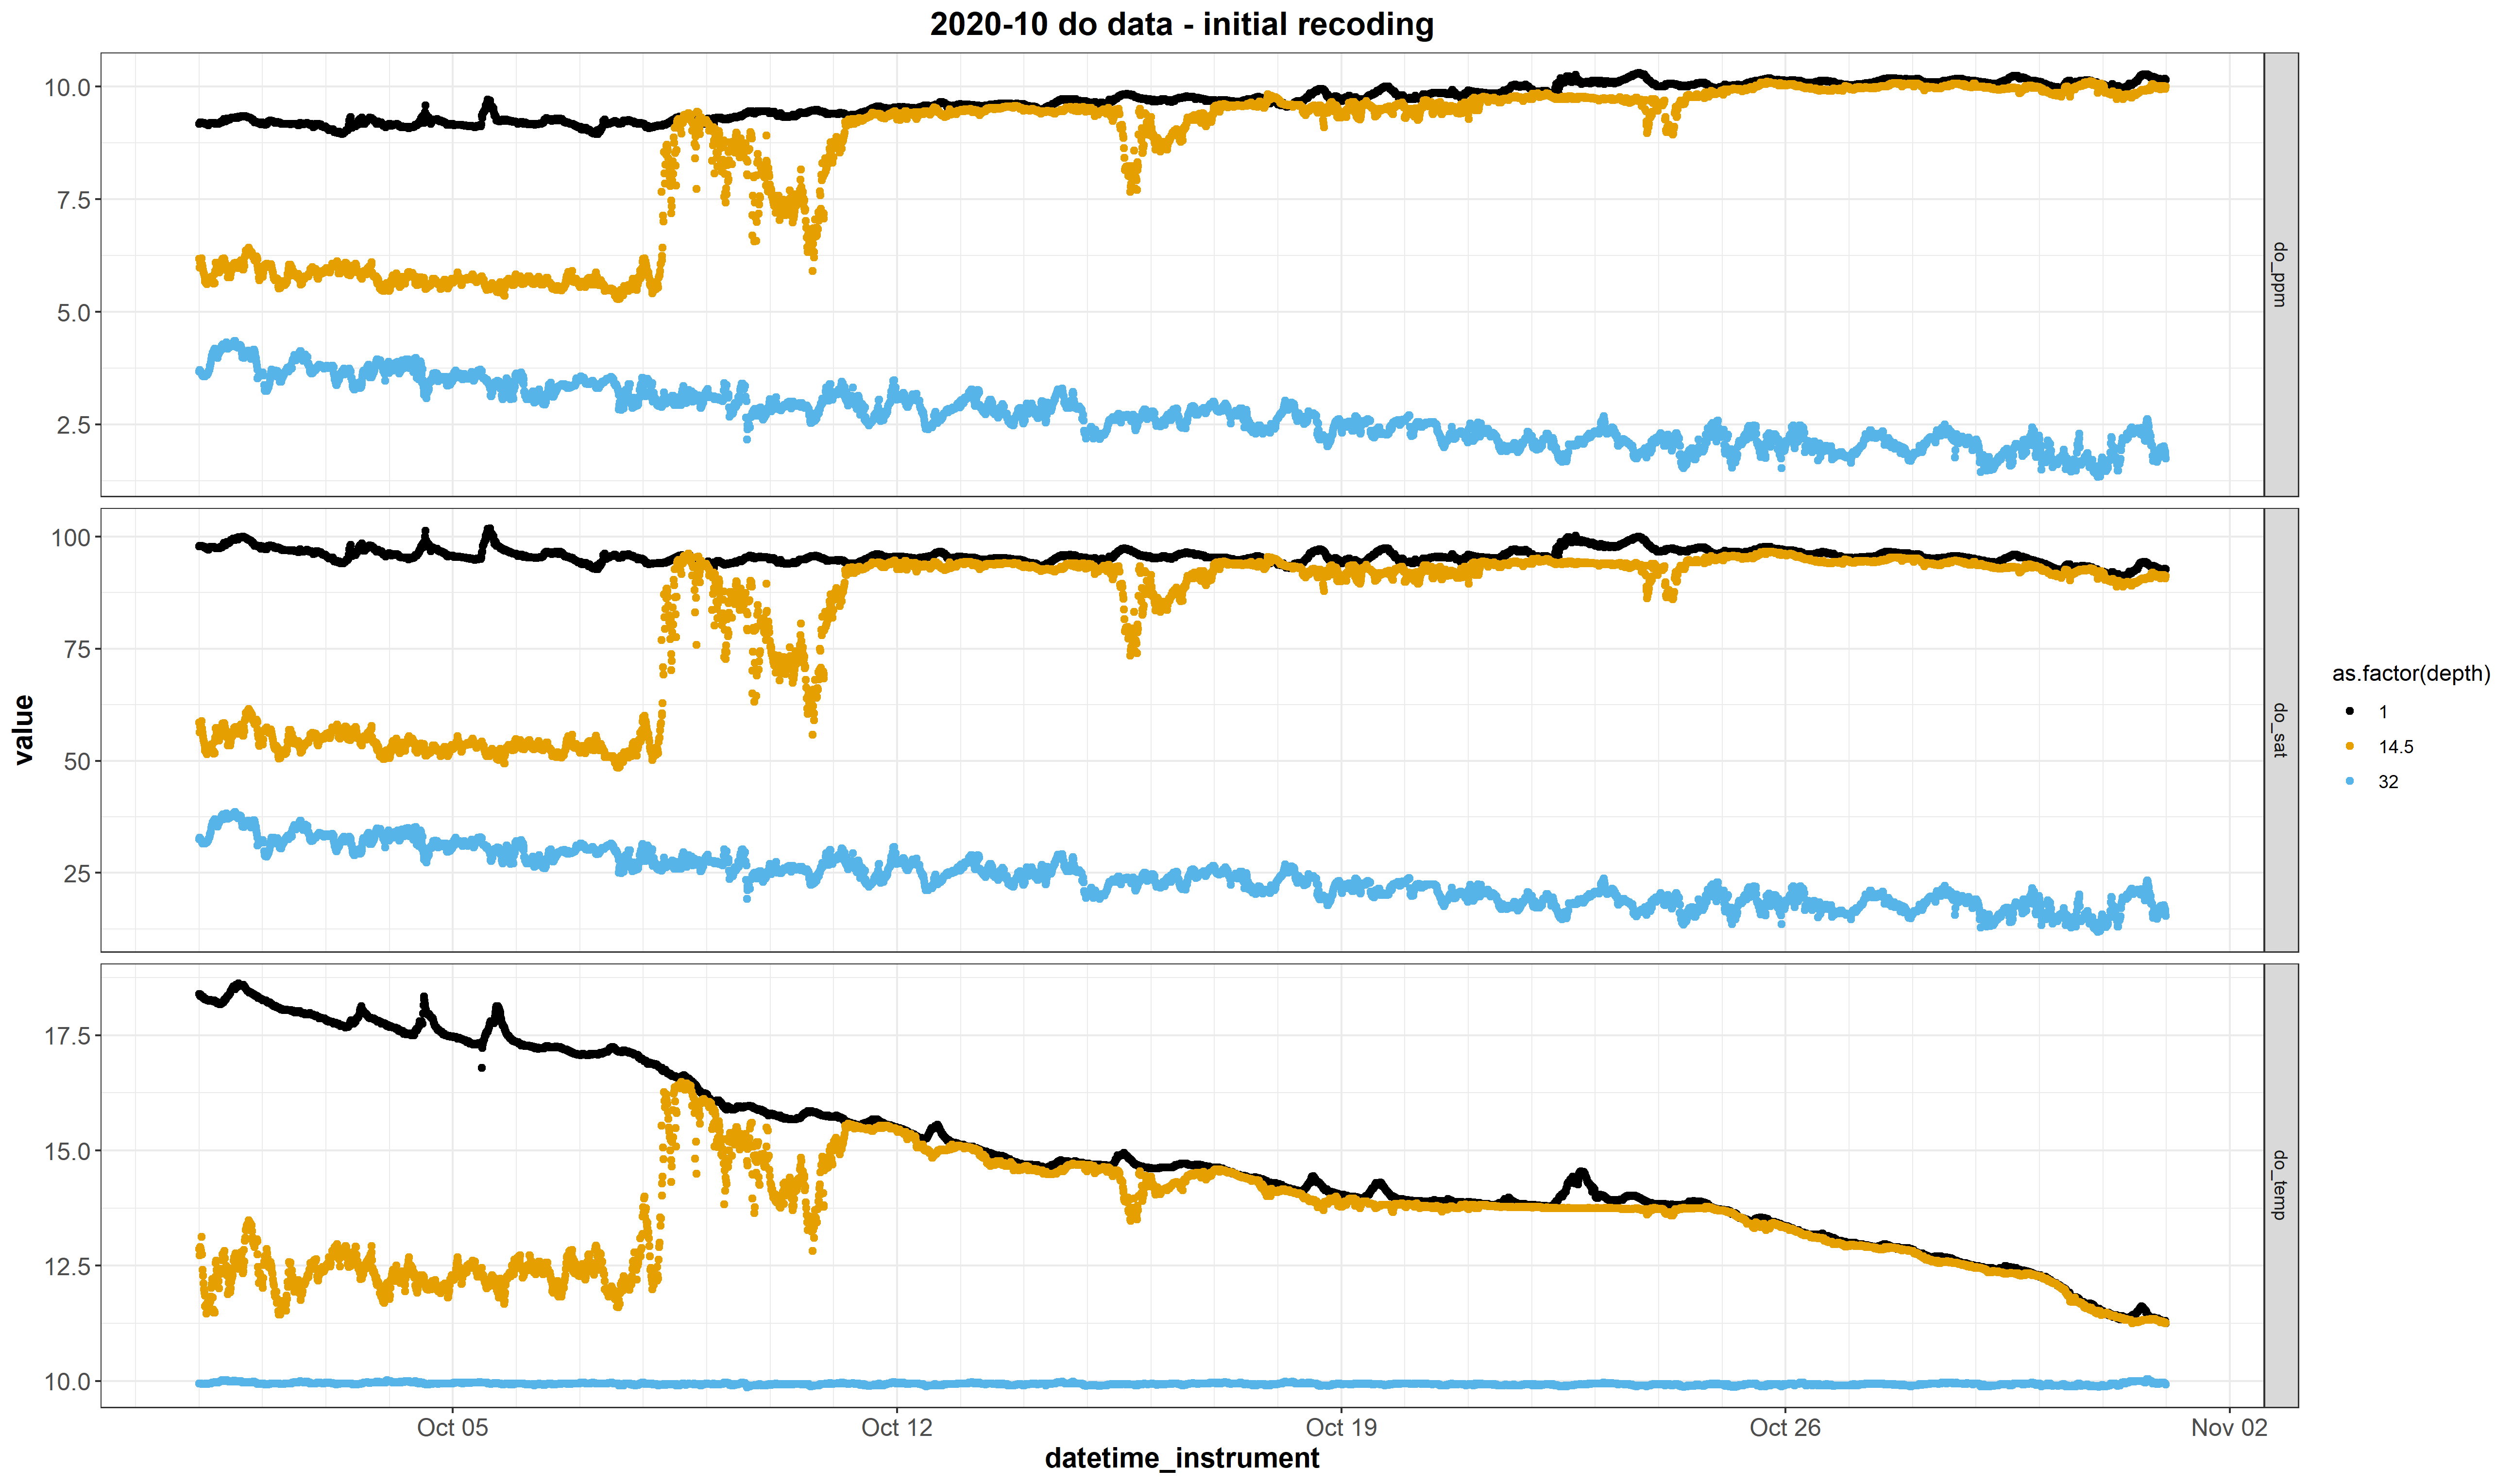 2020-10 do data - initial recoding
10.0
7.5
5.0
2.5
do_ppm
100
75
50
25
do_sat
17.5
15.0
12.5
10.0
do_temp
value
Oct 05
Oct 12
Oct 19
Oct 26
Nov 02
datetime_instrument
as.factor(depth)
1
14.5
32